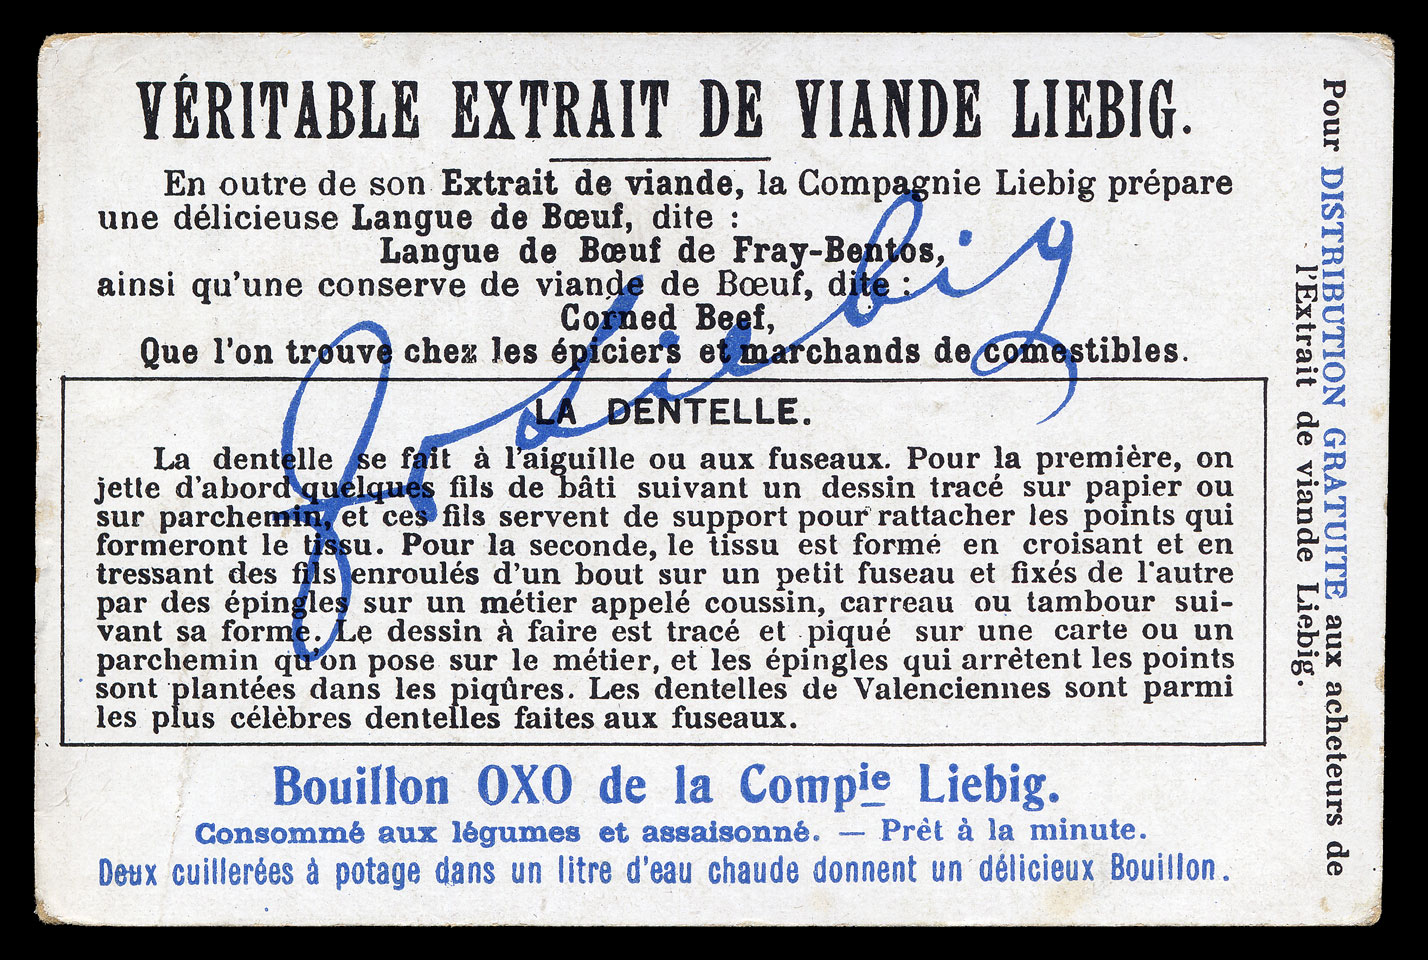 VÉRITABLE EXTRAIT DE VIANDE LIEBIG.
En outre de son Extrait de viande, la Compagnie Liebig prépare
une délicieuse Langue de Bœuf, dite :
Langue de Bœuf de Fray-Bentos,
ainsi qu'une conserve de viande de Bœuf, dite :
Corned Beef,
Que l'on trouve chez les épiciers et marchands de comestibles.
LA DENTELLE.
La dentelle se fait à l'aiguille ou aux fuseaux. Pour la première, on
jette d'abord quelques fils de bâti suivant un dessin tracé sur papier ou
sur parchemin, et ces fils servent de support pour rattacher les points qui
formeront le tissu. Pour la seconde, le tissu est formé en croisant et en
tressant des fils enroulés d'un bout sur un petit fuseau et fixés de l'autre
par des épingles sur un métier appelé coussin, carreau ou tambour sui-
vant sa forme. Le dessin à faire est tracé et piqué sur une carte ou un
parchemin qu'on pose sur le métier, et les épingles qui arrètent les points
sont plantées dans les piqûres. Les dentelles de Valenciennes sont parmi
les plus célèbres dentelles faites aux fuseaux.
Bouillon OXO de la Compie Liebig.
Consommé aux légumes et assaisonné. — Prêt à la minute.
Deux cuillerées à potage dans un litre d'eau chaude donnent un délicieux Bouillon.
Pour DISTRIBUTION GRATUITE aux acheteurs de
l'Extrait de viande Liebig.
J v Liebig